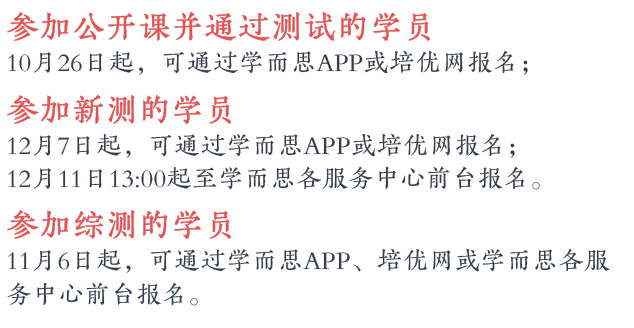 参加公开课并通过测试的学员
10月26日起，可通过学而思APP或培优网报名；
参加新测的学员
12月7日起，可通过学而思APP或培优网报名；
12月11日13:00起至学而思各服务中心前台报名。
参加综测的学员
11月6日起，可通过学而思APP、培优网或学而思各服
务中心前台报名。